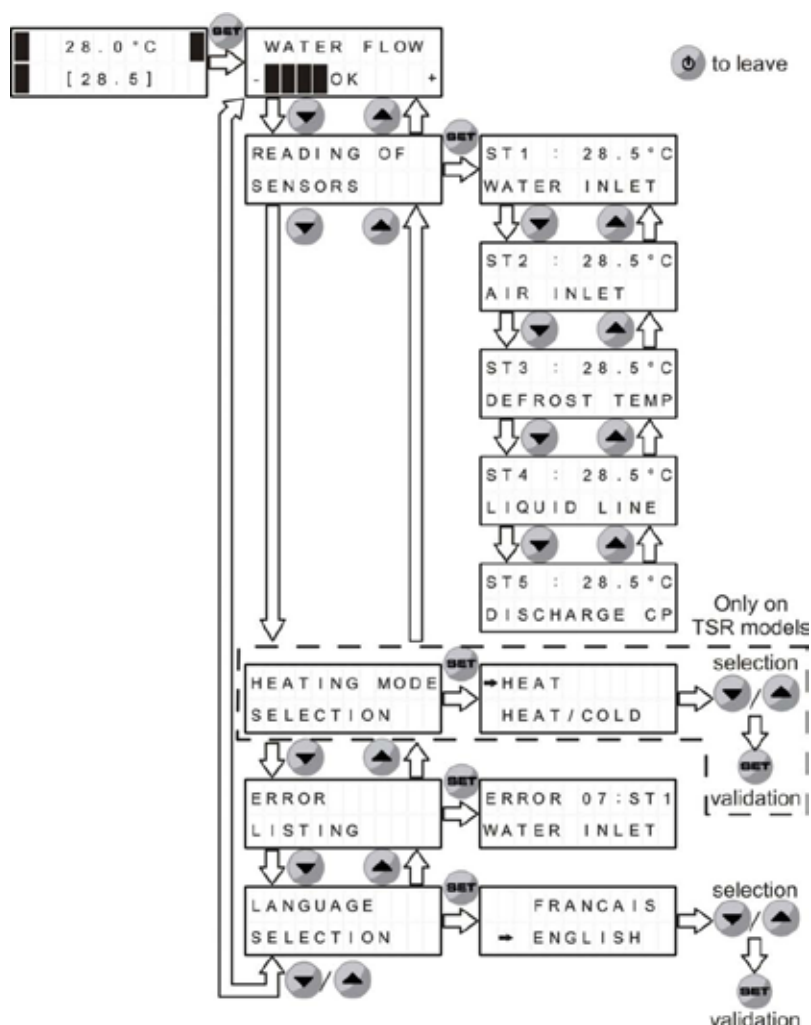 28.0°C
[28.5]
SET
WATER FLOW
- OK +
to leave
READING OF
SENSORS
SET
ST1 : 28.5°C
WATER INLET
ST2 : 28.5°C
AIR INLET
ST3 : 28.5°C
DEFROST TEMP
ST4 : 28.5°C
LIQUID LINE
ST5 : 28.5°C
DISCHARGE CP
Only on
TSR models
HEATING MODE
SELECTION
SET
HEAT
HEAT/COLD
selection
/
SET
validation
ERROR
LISTING
SET
ERROR 07:ST1
WATER INLET
LANGUAGE
SELECTION
SET
FRANCAIS
ENGLISH
selection
/
SET
validation
/